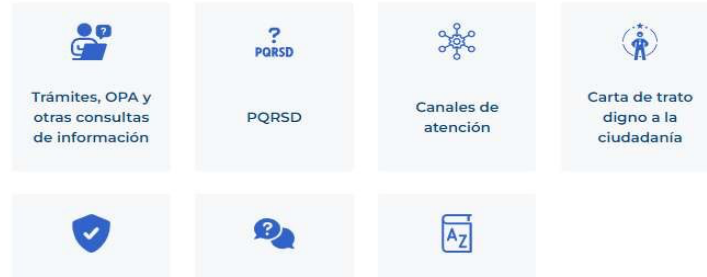 ?
PQRSD
Trámites, OPA y
otras consultas
de información
PQRSD
Canales de
atención
Carta de trato
digno a la
ciudadanía
?
A Z